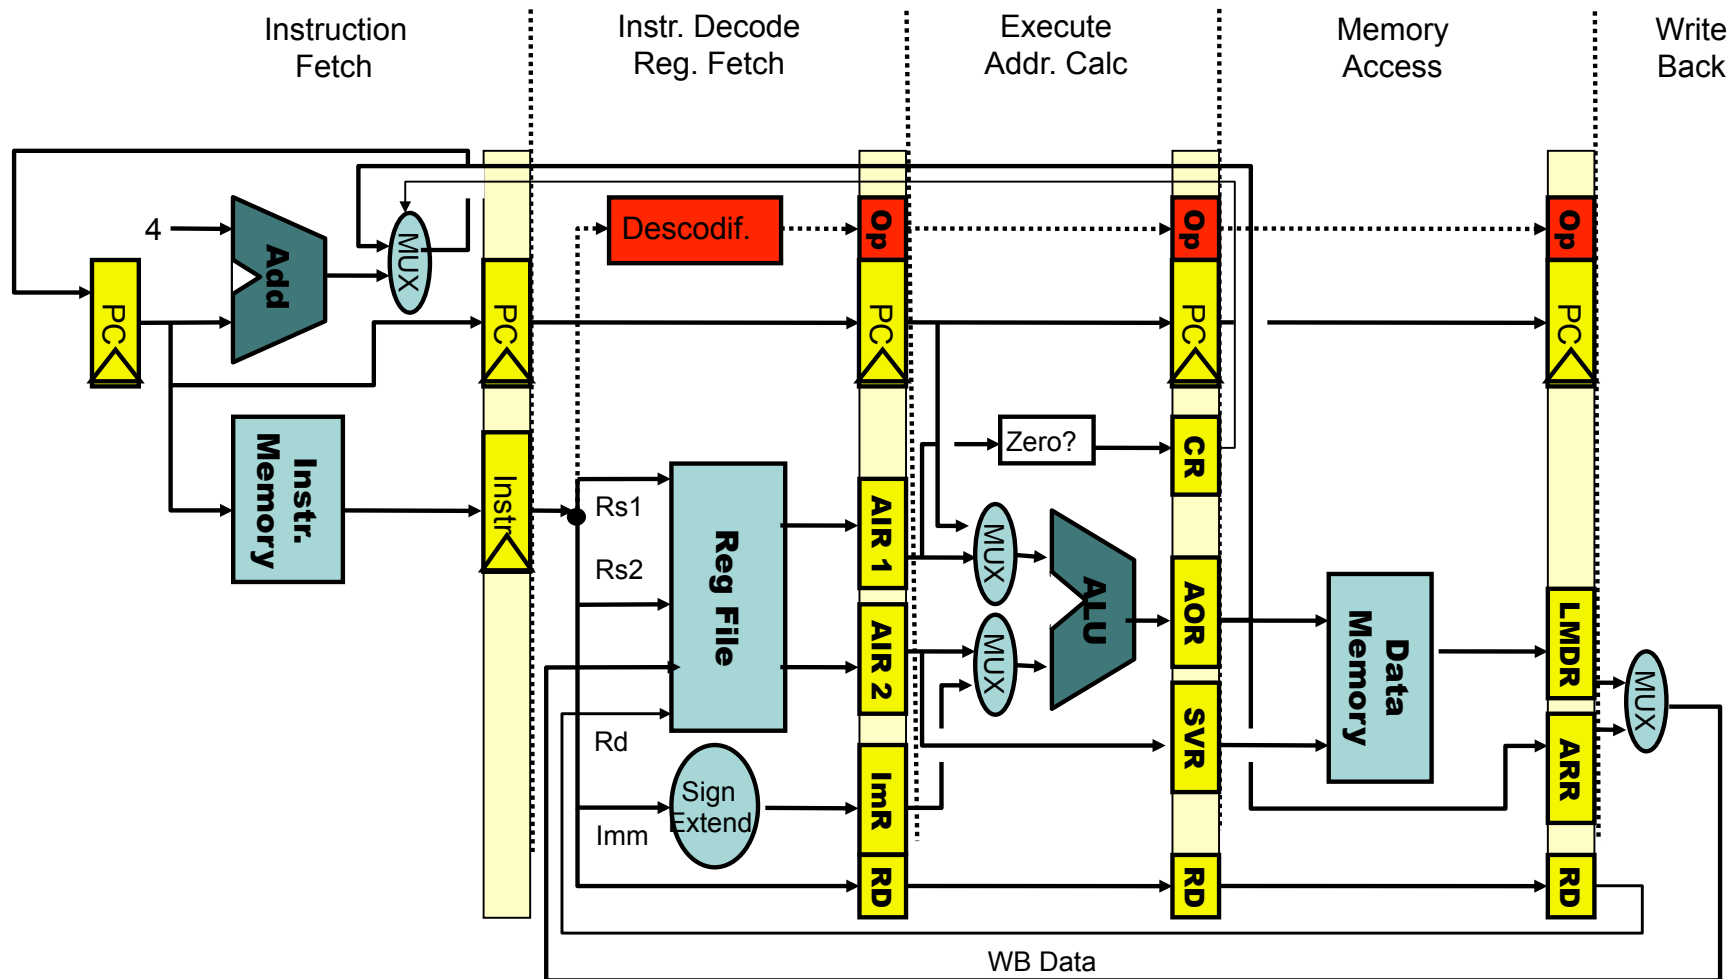 Instruction
Fetch
Instr. Decode
Reg. Fetch
Execute
Addr. Calc
Memory
Access
Write
Back
4
Add
MUX
Descodif.
Op
Op
Op
PC
PC
PC
PC
PC
Instr.
Memory
Instr
Rs1
Rs2
Rd
Imm
Reg File
Sign
Extend
AIR 1
AIR 2
ImR
RD
Zero?
MUX
MUX
ALU
CR
AOR
SVR
RD
Data
Memory
LMDR
ARR
RD
MUX
WB Data